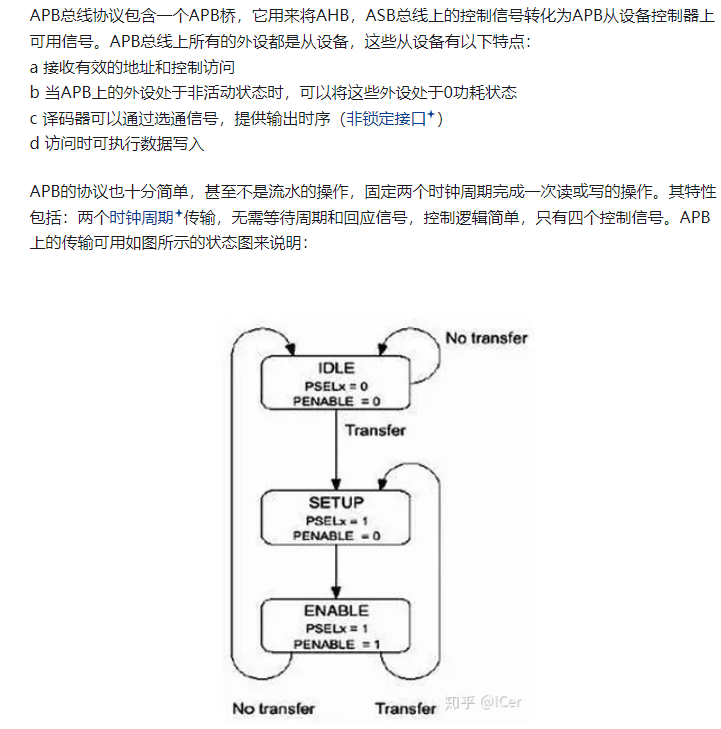 APB总线协议包含一个APB桥，它用来将AHB，ASB总线上的控制信号转化为APB从设备控制器上
可用信号。APB总线上所有的外设都是从设备，这些从设备有以下特点：
a 接收有效的地址和控制访问
b 当APB上的外设处于非活动状态时，可以将这些外设处于0功耗状态
c 译码器可以通过选通信号，提供输出时序（非锁定接口）
d 访问时可执行数据写入
APB的协议也十分简单，甚至不是流水的操作，固定两个时钟周期完成一次读或写的操作。其特性
包括：两个时钟周期传输，无需等待周期和回应信号，控制逻辑简单，只有四个控制信号。APB
上的传输可用如图所示的状态图来说明：
No transfer
IDLE
PSELx = 0
PENABLE = 0
Transfer
SETUP
PSELx = 1
PENABLE = 0
ENABLE
PSELx = 1
PENABLE = 1
No transfer
Transfer
知乎 @ICer